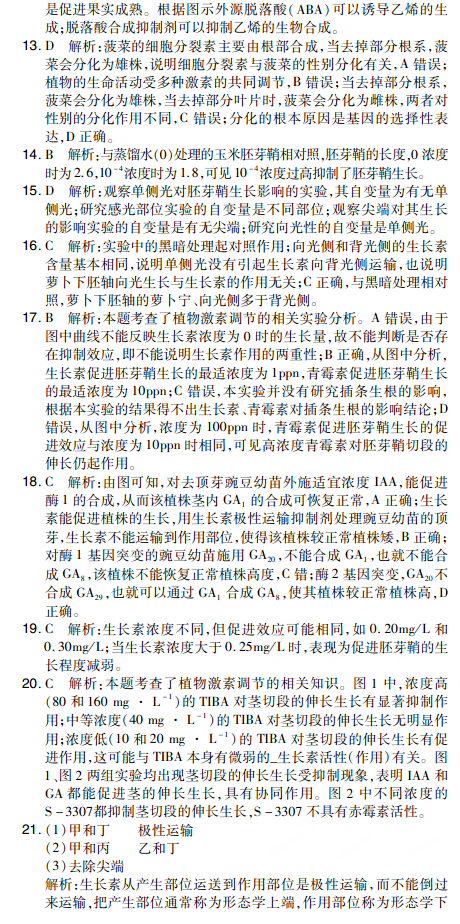 是促进果实成熟。根据图示外源脱落酸(ABA)可以诱导乙烯的生
成;脱落酸合成抑制剂可以抑制乙烯的生物合成。
13. D 解析:菠菜的细胞分裂素主要由根部合成,当去掉部分根系,菠
菜会分化为雄株,说明细胞分裂素与菠菜的性别分化有关,A 错误;
植物的生命活动受多种激素的共同调节,B 错误;当去掉部分根系,
菠菜会分化为雄株,当去掉部分叶片时,菠菜会分化为雌株,两者对
性别的分化作用不同,C 错误;分化的根本原因是基因的选择性表
达,D 正确。
14. B 解析:与蒸馏水(0)处理的玉米胚芽鞘相对照,胚芽鞘的长度,0 浓度
时为2.6,10⁻⁴浓度时为1.8,可见10⁻⁴浓度过高抑制了胚芽鞘生长。
15. D 解析:观察单侧光对胚芽鞘生长影响的实验,其自变量为有无单
侧光;研究感光部位实验的自变量是不同部位;观察尖端对其生长
的影响实验的自变量是有无尖端;研究向光性的自变量是单侧光。
16. C 解析:实验中的黑暗处理起对照作用;向光侧和背光侧的生长素
含量基本相同,说明单侧光没有引起生长素向背光侧运输,也说明
萝卜下胚轴向光生长与生长素的作用无关;C 正确,与黑暗处理相对
照,萝卜下胚轴的萝卜宁、向光侧多于背光侧。
17. B 解析:本题考查了植物激素调节的相关实验分析。A 错误,由于
图中曲线不能反映生长素浓度为 0 时的生长量,故不能判断是否存
在抑制效应,即不能说明生长素作用的两重性;B 正确,从图中分析,
生长素促进胚芽鞘生长的最适浓度为 1ppn,青霉素促进胚芽鞘生长
的最适浓度为 10ppn;C 错误,本实验并没有研究插条生根的影响,
根据本实验的结果得不出生长素、青霉素对插条生根的影响结论;D
错误,从图中分析,浓度为 100ppn 时,青霉素促进胚芽鞘生长的促
进效应与浓度为 10ppn 时相同,可见高浓度青霉素对胚芽鞘切段的
伸长仍起作用。
18. C 解析:由图可知,对去顶芽豌豆幼苗外施适宜浓度 IAA,能促进
酶 1 的合成,从而该植株茎内 GA₁ 的合成可恢复正常,A 正确;生长
素能促进植株的生长,用生长素极性运输抑制剂处理豌豆幼苗的顶
芽,生长素不能运输到作用部位,使得该植株较正常植株矮,B 正确;
对酶 1 基因突变的豌豆幼苗施用 GA₂₀,不能合成 GA₁,也就不能合
成 GA₈,该植株不能恢复正常植株高度,C 错;酶 2 基因突变,GA₂₀不
合成 GA₂₉,也就可以通过 GA₁ 合成 GA₈,使其植株较正常植株高,D
正确。
19. C 解析:生长素浓度不同,但促进效应可能相同,如 0. 20mg/L 和
0. 30mg/L;当生长素浓度大于 0. 25mg/L 时,表现为促进胚芽鞘的生
长程度减弱。
20. C 解析:本题考查了植物激素调节的相关知识。图 1 中,浓度高
(80 和 160 mg · L⁻¹)的 TIBA 对茎切段的伸长生长有显著抑制作
用;中等浓度(40 mg · L⁻¹)的 TIBA 对茎切段的伸长生长无明显作
用;浓度低(10 和 20 mg · L⁻¹)的 TIBA 对茎切段的伸长生长有促
进作用,这可能与 TIBA 本身有微弱的_生长素活性(作用)有关。图
1、图 2 两组实验均出现茎切段的伸长生长受抑制现象,表明 IAA 和
GA 都能促进茎的伸长生长,具有协同作用。图 2 中不同浓度的
S-3307都抑制茎切段的伸长生长,S-3307 不具有赤霉素活性。
21. (1)甲和丁 极性运输
(2)甲和丙 乙和丁
(3)去除尖端
解析:生长素从产生部位运送到作用部位是极性运输,而不能倒过
来运输,把产生部位通常称为形态学上端,作用部位称为形态学下